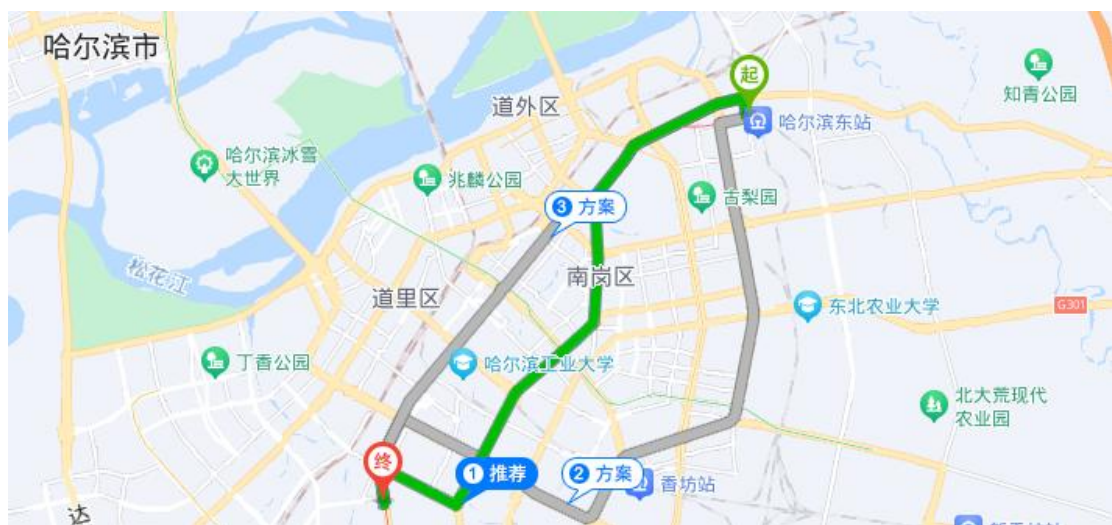 哈尔滨市
起
知青公园
道外区
哈尔滨东站
哈尔滨冰雪
大世界
兆麟公园
古梨园
3 方案
松花江
道里区
南岗区
东北农业大学
G301
丁香公园
哈尔滨工业大学
北大荒现代
农业园
终
1 推荐
2 方案
香坊站
达